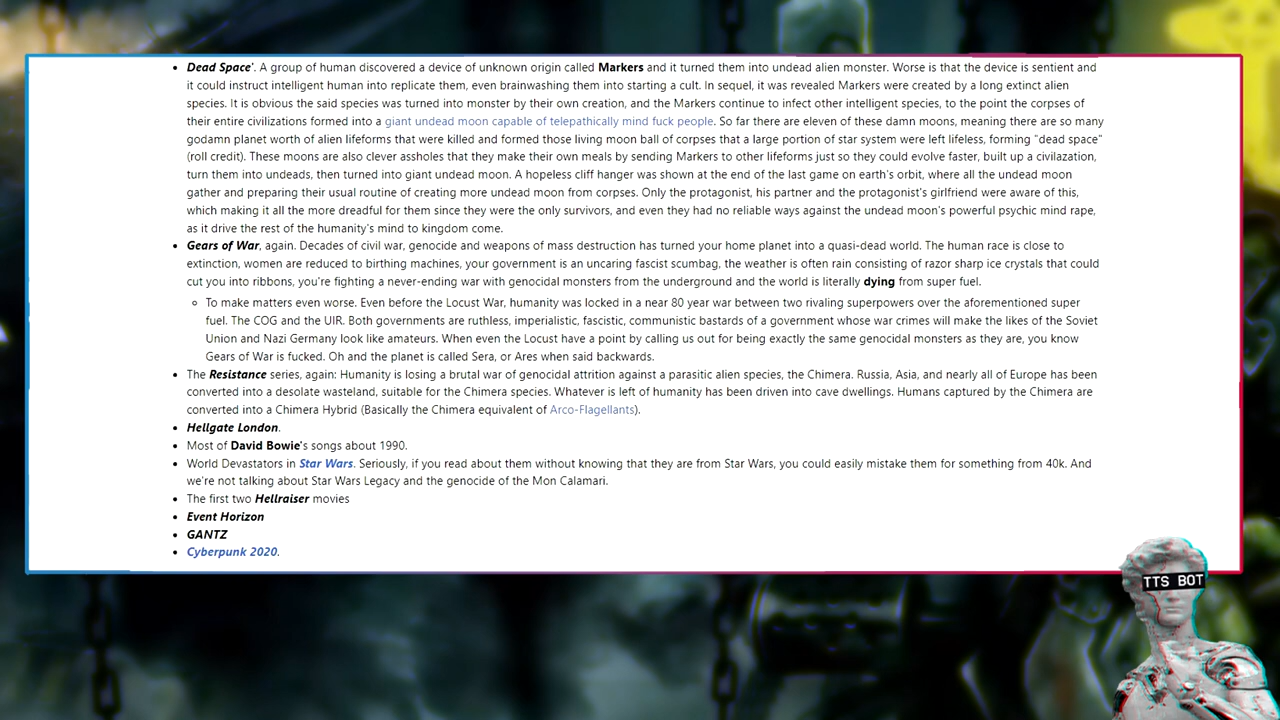 Dead Space'. A group of human discovered a device of unknown origin called Markers and it turned them into undead alien monster. Worse is that the device is sentient and
it could instruct intelligent human into replicate them, even brainwashing them into starting a cult. In sequel, it was revealed Markers were created by a long extinct alien
species. It is obvious the said species was turned into monster by their own creation, and the Markers continue to infect other intelligent species, to the point the corpses of
their entire civilizations formed into a giant undead moon capable of telepathically mind fuck people. So far there are eleven of these damn moons, meaning there are so many
godamn planet worth of alien lifeforms that were killed and formed those living moon ball of corpses that a large portion of star system were left lifeless, forming "dead space"
(roll credit). These moons are also clever assholes that they make their own meals by sending Markers to other lifeforms just so they could evolve faster, built up a civilazation,
turn them into undeads, then turned into giant undead moon. A hopeless cliff hanger was shown at the end of the last game on earth's orbit, where all the undead moon
gather and preparing their usual routine of creating more undead moon from corpses. Only the protagonist, his partner and the protagonist's girlfriend were aware of this,
which making it all the more dreadful for them since they were the only survivors, and even they had no reliable ways against the undead moon's powerful psychic mind rape,
as it drive the rest of the humanity's mind to kingdom come.
Gears of War, again. Decades of civil war, genocide and weapons of mass destruction has turned your home planet into a quasi-dead world. The human race is close to
extinction, women are reduced to birthing machines, your government is an uncaring fascist scumbag, the weather is often rain consisting of razor sharp ice crystals that could
cut you into ribbons, you're fighting a never-ending war with genocidal monsters from the underground and the world is literally dying from super fuel.
To make matters even worse. Even before the Locust War, humanity was locked in a near 80 year war between two rivaling superpowers over the aforementioned super
fuel. The COG and the UIR. Both governments are ruthless, imperialistic, fascistic, communistic bastards of a government whose war crimes will make the likes of the Soviet
Union and Nazi Germany look like amateurs. When even the Locust have a point by calling us out for being exactly the same genocidal monsters as they are, you know
Gears of War is fucked. Oh and the planet is called Sera, or Ares when said backwards.
The Resistance series, again: Humanity is losing a brutal war of genocidal attrition against a parasitic alien species, the Chimera. Russia, Asia, and nearly all of Europe has been
converted into a desolate wasteland, suitable for the Chimera species. Whatever is left of humanity has been driven into cave dwellings. Humans captured by the Chimera are
converted into a Chimera Hybrid (Basically the Chimera equivalent of Arco-Flagellants).
Hellgate London.
Most of David Bowie's songs about 1990.
World Devastators in Star Wars. Seriously, if you read about them without knowing that they are from Star Wars, you could easily mistake them for something from 40k. And
we're not talking about Star Wars Legacy and the genocide of the Mon Calamari.
The first two Hellraiser movies
Event Horizon
GANTZ
Cyberpunk 2020.
TTS BOT